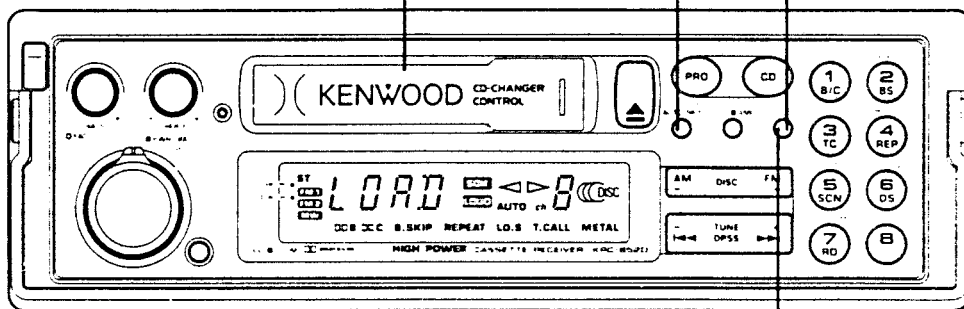 KENWOOD CD-CHANGER CONTROL
PRO CD
1 B/C 2 BS
3 TC 4 REP
5 SCN 6 DS
7 RD 8
AM DISC FM
TUNE
DPSS
ST
LOAD AUTO ch 8 DISC
B C B.SKIP REPEAT LO.S T.CALL METAL
HIGH POWER CASSETTE RECEIVER